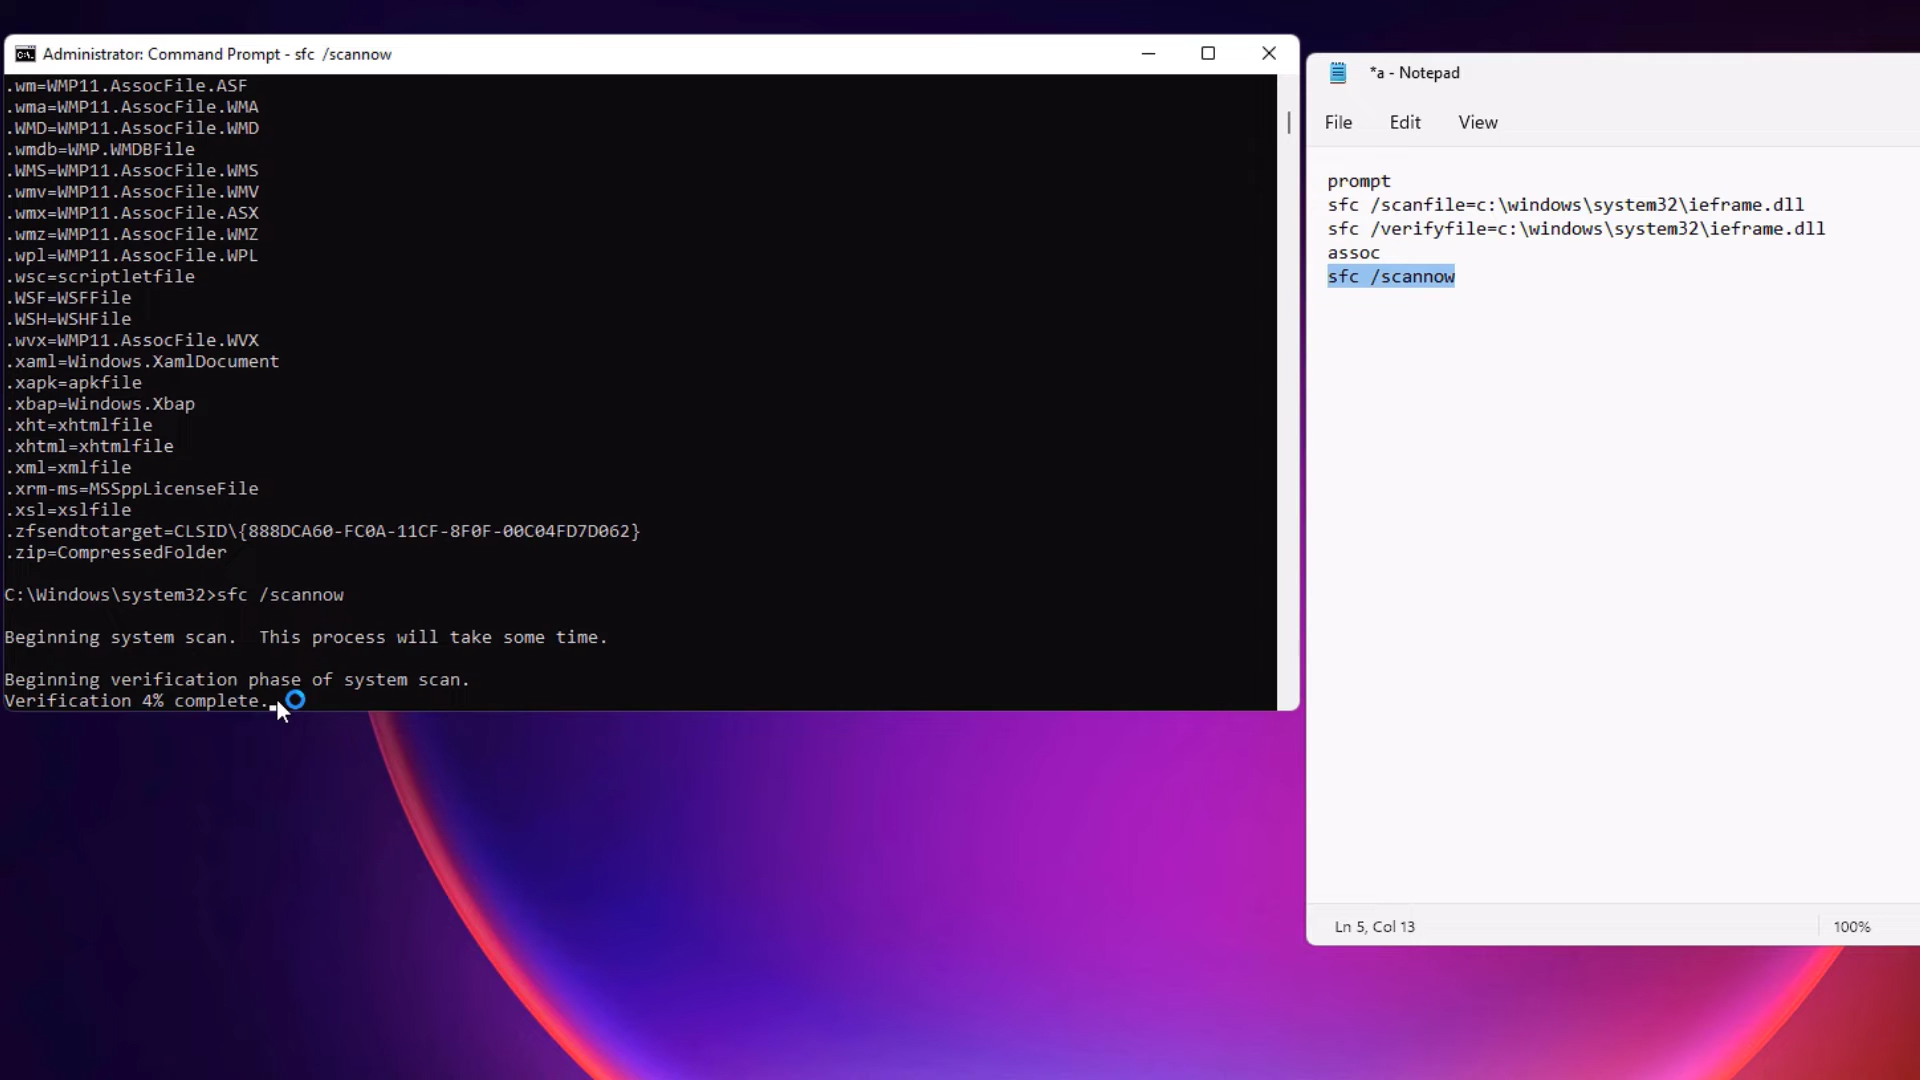 Administrator: Command Prompt - sfc  /scannow
.wm=WMP11.AssocFile.ASF
.wma=WMP11.AssocFile.WMA
.WMD=WMP11.AssocFile.WMD
.wmdb=WMP.WMDBFile
.WMS=WMP11.AssocFile.WMS
.wmv=WMP11.AssocFile.WMV
.wmx=WMP11.AssocFile.ASX
.wmz=WMP11.AssocFile.WMZ
.wpl=WMP11.AssocFile.WPL
.wsc=scriptletfile
.WSF=WSFFile
.WSH=WSHFile
.wvx=WMP11.AssocFile.WVX
.xaml=Windows.XamlDocument
.xapk=apkfile
.xbap=Windows.Xbap
.xht=xhtmlfile
.xhtml=xhtmlfile
.xml=xmlfile
.xrm-ms=MSSppLicenseFile
.xsl=xslfile
.zfsendtotarget=CLSID\{888DCA60-FC0A-11CF-8F0F-00C04FD7D062}
.zip=CompressedFolder
C:\Windows\system32>sfc /scannow
Beginning system scan.  This process will take some time.
Beginning verification phase of system scan.
Verification 4% complete.
*a - Notepad
File Edit View
prompt
sfc /scanfile=c:\windows\system32\ieframe.dll
sfc /verifyfile=c:\windows\system32\ieframe.dll
assoc
sfc /scannow
Ln 5, Col 13
100%